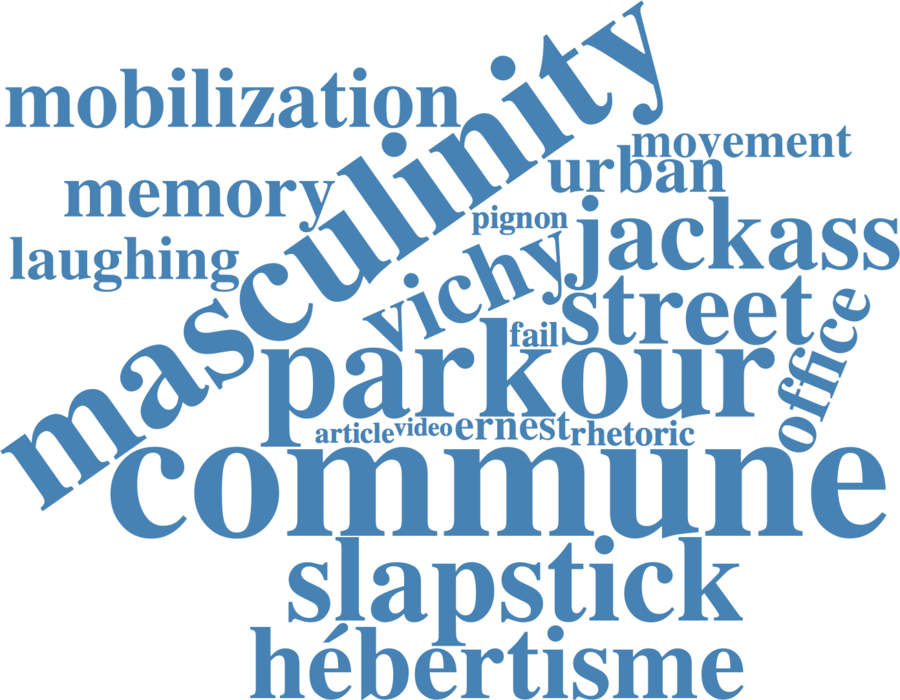 mobilization
masculinity
movement
urban
memory
pignon
jackass
laughing
vichy
street
fail
office
parkour
article
video
ernest
rhetoric
commune
slapstick
hébertisme